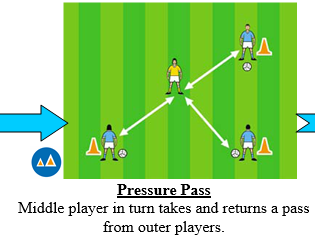 Pressure Pass
Middle player in turn takes and returns a pass
from outer players.